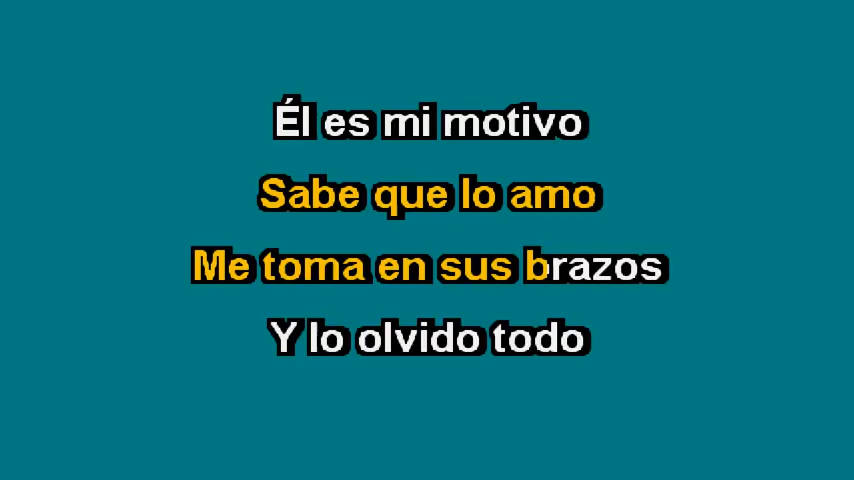 Él es mi motivo
Sabe que lo amo
Me toma en sus brazos
Y lo olvido todo